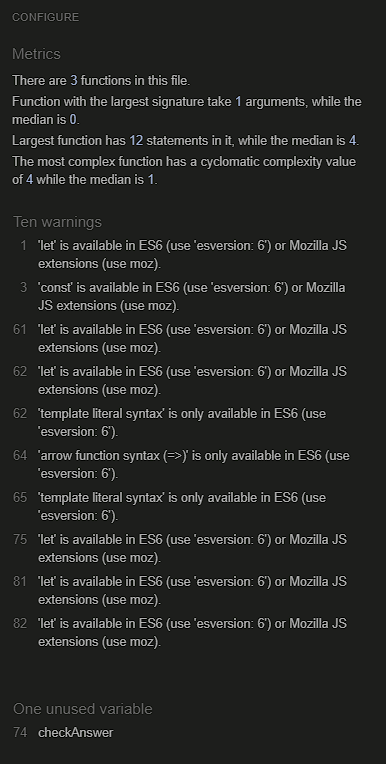 CONFIGURE
Metrics
There are 3 functions in this file.
Function with the largest signature take 1 arguments, while the
median is 0.
Largest function has 12 statements in it, while the median is 4.
The most complex function has a cyclomatic complexity value
of 4 while the median is 1.
Ten warnings
1 'let' is available in ES6 (use 'esversion: 6') or Mozilla JS
extensions (use moz).
3 'const' is available in ES6 (use 'esversion: 6') or Mozilla
JS extensions (use moz).
61 'let' is available in ES6 (use 'esversion: 6') or Mozilla JS
extensions (use moz).
62 'let' is available in ES6 (use 'esversion: 6') or Mozilla JS
extensions (use moz).
62 'template literal syntax' is only available in ES6 (use
'esversion: 6').
64 'arrow function syntax (=>)' is only available in ES6 (use
'esversion: 6').
65 'template literal syntax' is only available in ES6 (use
'esversion: 6').
75 'let' is available in ES6 (use 'esversion: 6') or Mozilla JS
extensions (use moz).
81 'let' is available in ES6 (use 'esversion: 6') or Mozilla JS
extensions (use moz).
82 'let' is available in ES6 (use 'esversion: 6') or Mozilla JS
extensions (use moz).
One unused variable
74 checkAnswer